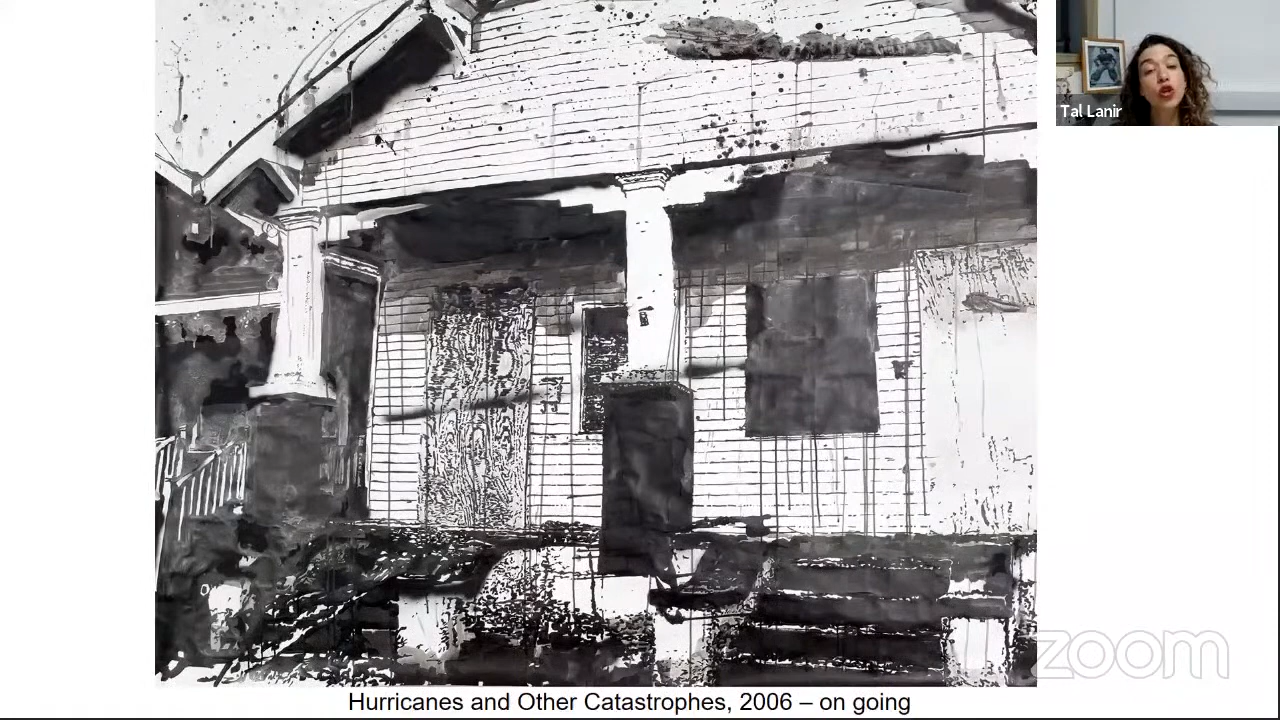 Tal Lanir
zoom
Hurricanes and Other Catastrophes, 2006 – on going